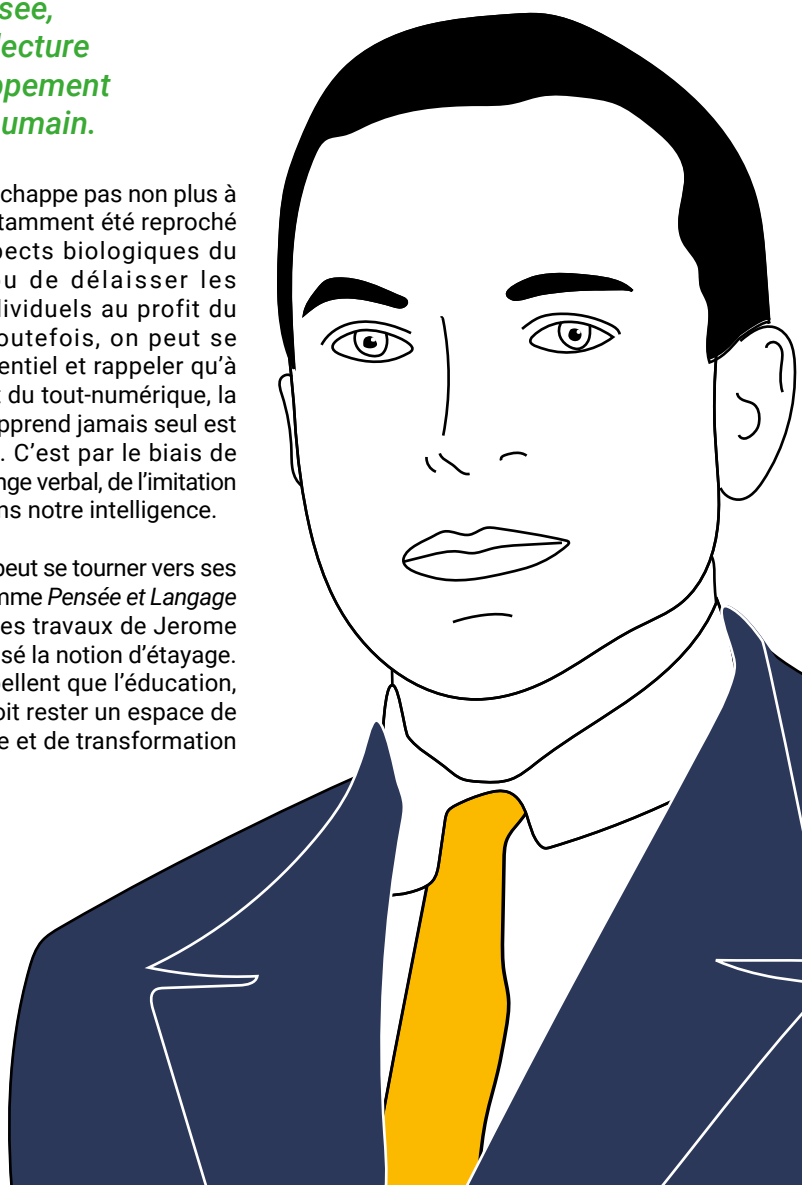 sée,
lecture
ppement
umain.
chappe pas non plus à
tamment été reproché
pects biologiques du
ou de délaisser les
dividuels au profit du
outefois, on peut se
entiel et rappeler qu’à
t du tout-numérique, la
pprend jamais seul est
. C’est par le biais de
nge verbal, de l’imitation
ns notre intelligence.
peut se tourner vers ses
mme Pensée et Langage
es travaux de Jerome
sé la notion d’étayage.
pellent que l’éducation,
oit rester un espace de
e et de transformation